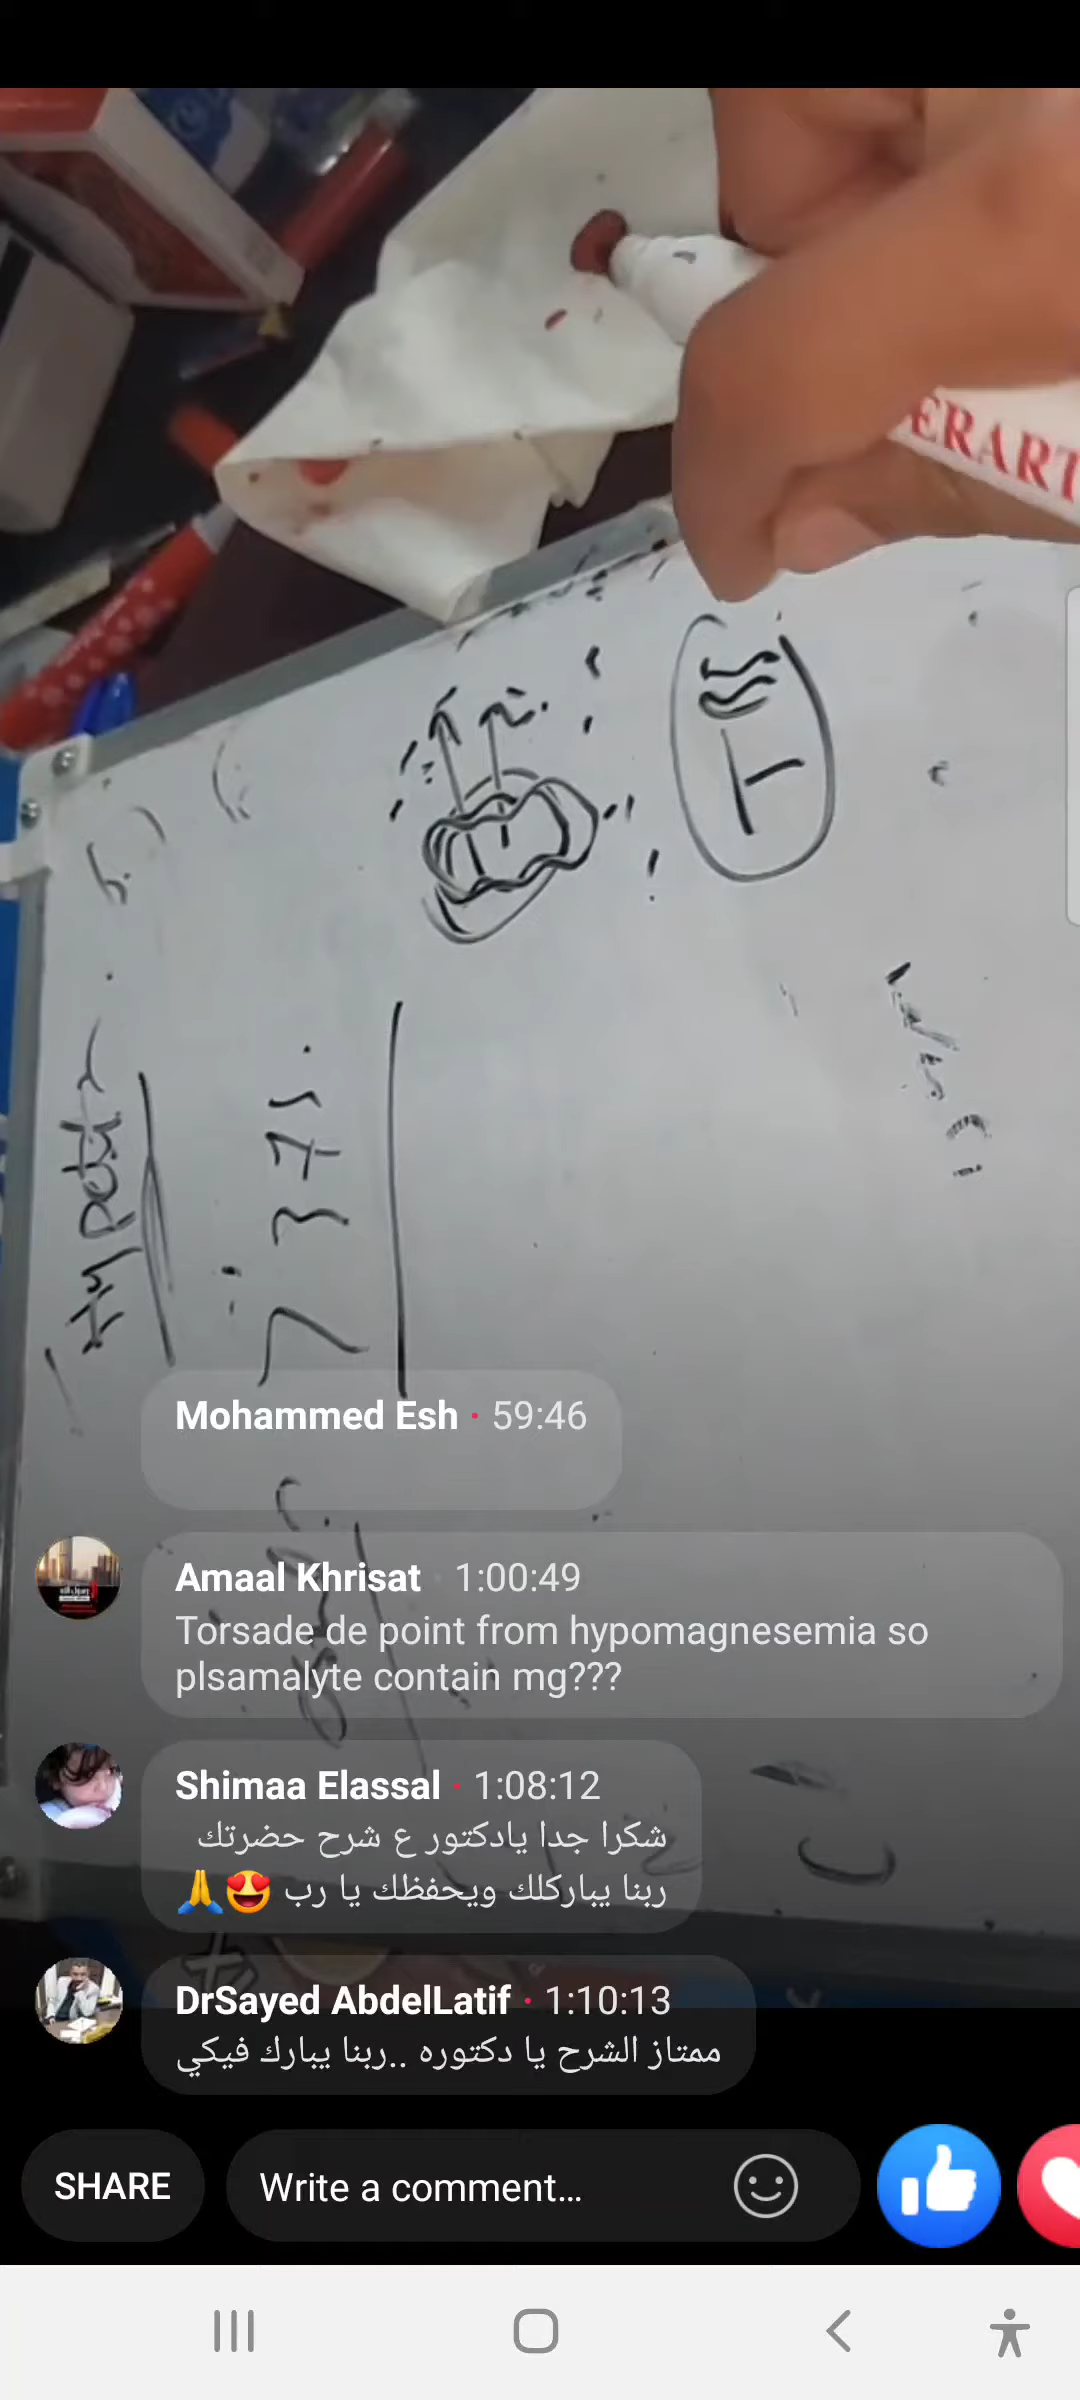 ERART
375.
Mohammed Esh • 59:46
Amaal Khrisat 1:00:49
Torsade de point from hypomagnesemia so
plsamalyte contain mg???
Shimaa Elassal • 1:08:12
شكرا جدا يادكتور ع شرح حضرتك
ربنا يباركلك ويحفظك يا رب 😍🙏
DrSayed AbdelLatif • 1:10:13
ممتاز الشرح يا دكتوره ..ربنا يبارك فيكي
SHARE
Write a comment...